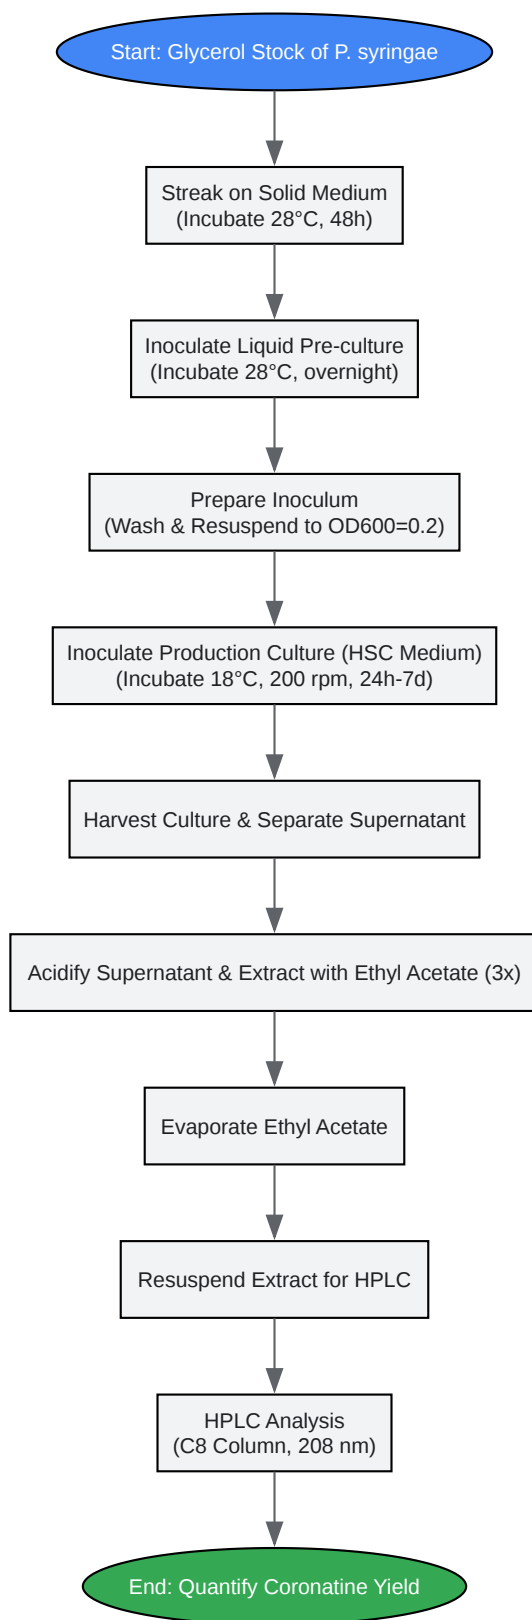 Start: Glycerol Stock of P. syringae
Streak on Solid Medium
(Incubate 28°C, 48h)
Inoculate Liquid Pre-culture
(Incubate 28°C, overnight)
Prepare Inoculum
(Wash & Resuspend to OD600=0.2)
Inoculate Production Culture (HSC Medium)
(Incubate 18°C, 200 rpm, 24h-7d)
Harvest Culture & Separate Supernatant
Acidify Supernatant & Extract with Ethyl Acetate (3x)
Evaporate Ethyl Acetate
Resuspend Extract for HPLC
HPLC Analysis
(C8 Column, 208 nm)
End: Quantify Coronatine Yield